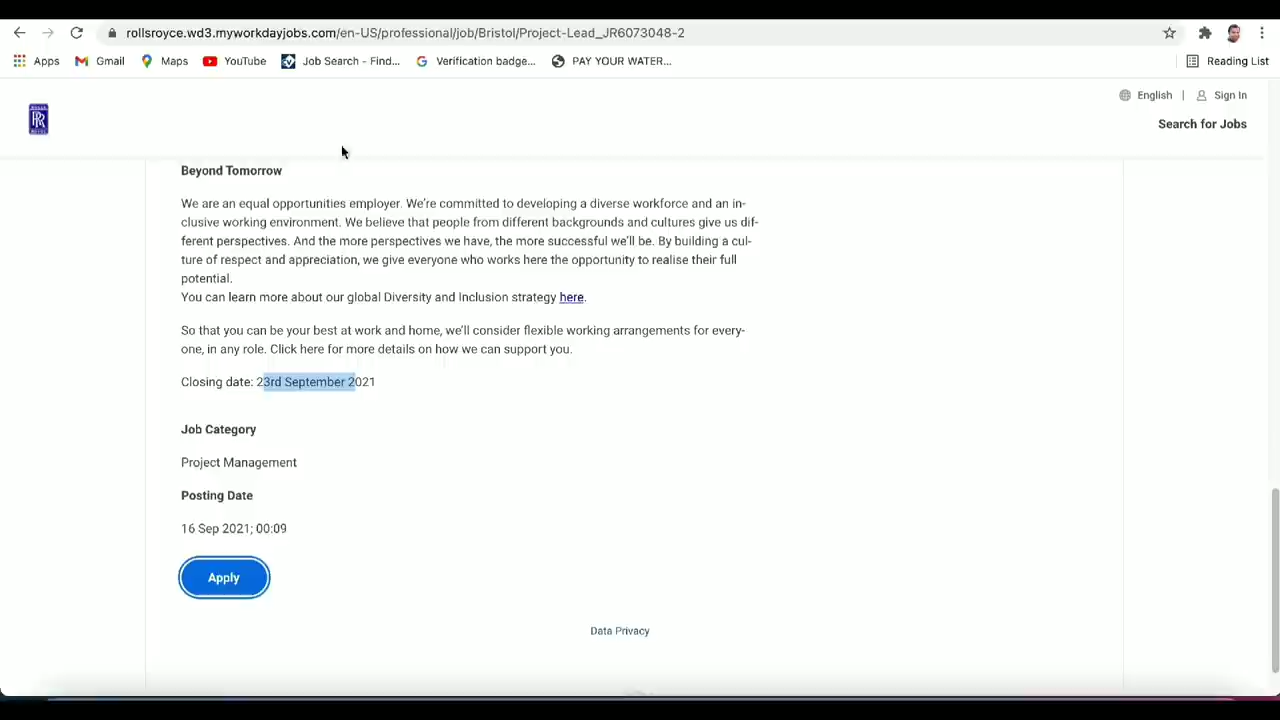 rollsroyce.wd3.myworkdayjobs.com/en-US/professional/job/Bristol/Project-Lead_JR6073048-2
Apps Gmail Maps YouTube Job Search - Find... Verification badge... PAY YOUR WATER... Reading List
English | Sign In
Search for Jobs
Beyond Tomorrow
We are an equal opportunities employer. We're committed to developing a diverse workforce and an in-
clusive working environment. We believe that people from different backgrounds and cultures give us dif-
ferent perspectives. And the more perspectives we have, the more successful we'll be. By building a cul-
ture of respect and appreciation, we give everyone who works here the opportunity to realise their full
potential.
You can learn more about our global Diversity and Inclusion strategy here.
So that you can be your best at work and home, we'll consider flexible working arrangements for every-
one, in any role. Click here for more details on how we can support you.
Closing date: 23rd September 2021
Job Category
Project Management
Posting Date
16 Sep 2021; 00:09
Apply
Data Privacy